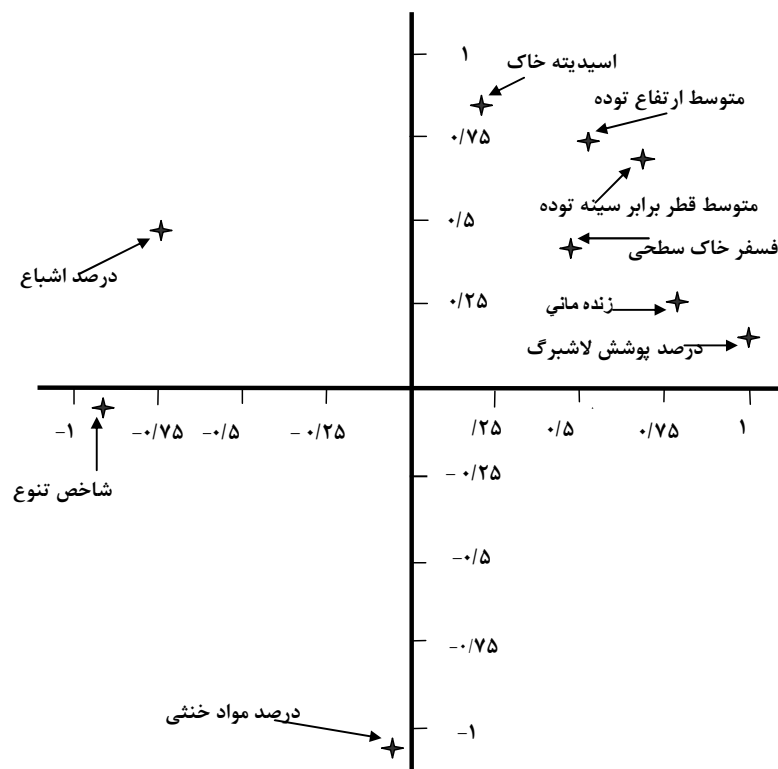 ۱
اسیدیته خاک
متوسط ارتفاع توده
۰/۷۵
متوسط قطر برابر سینه توده
۰/۵
فسفر خاک سطحی
درصد اشباع
۰/۲۵
زنده ماني
درصد پوشش لاشبرگ
−۱
−۰/۷۵
−۰/۵
− ۰/۲۵
/۲۵
۰/۵
۰/۷۵
۱
− ۰/۲۵
شاخص تنوع
−۰/۵
−۰/۷۵
درصد مواد خنثی
−۱